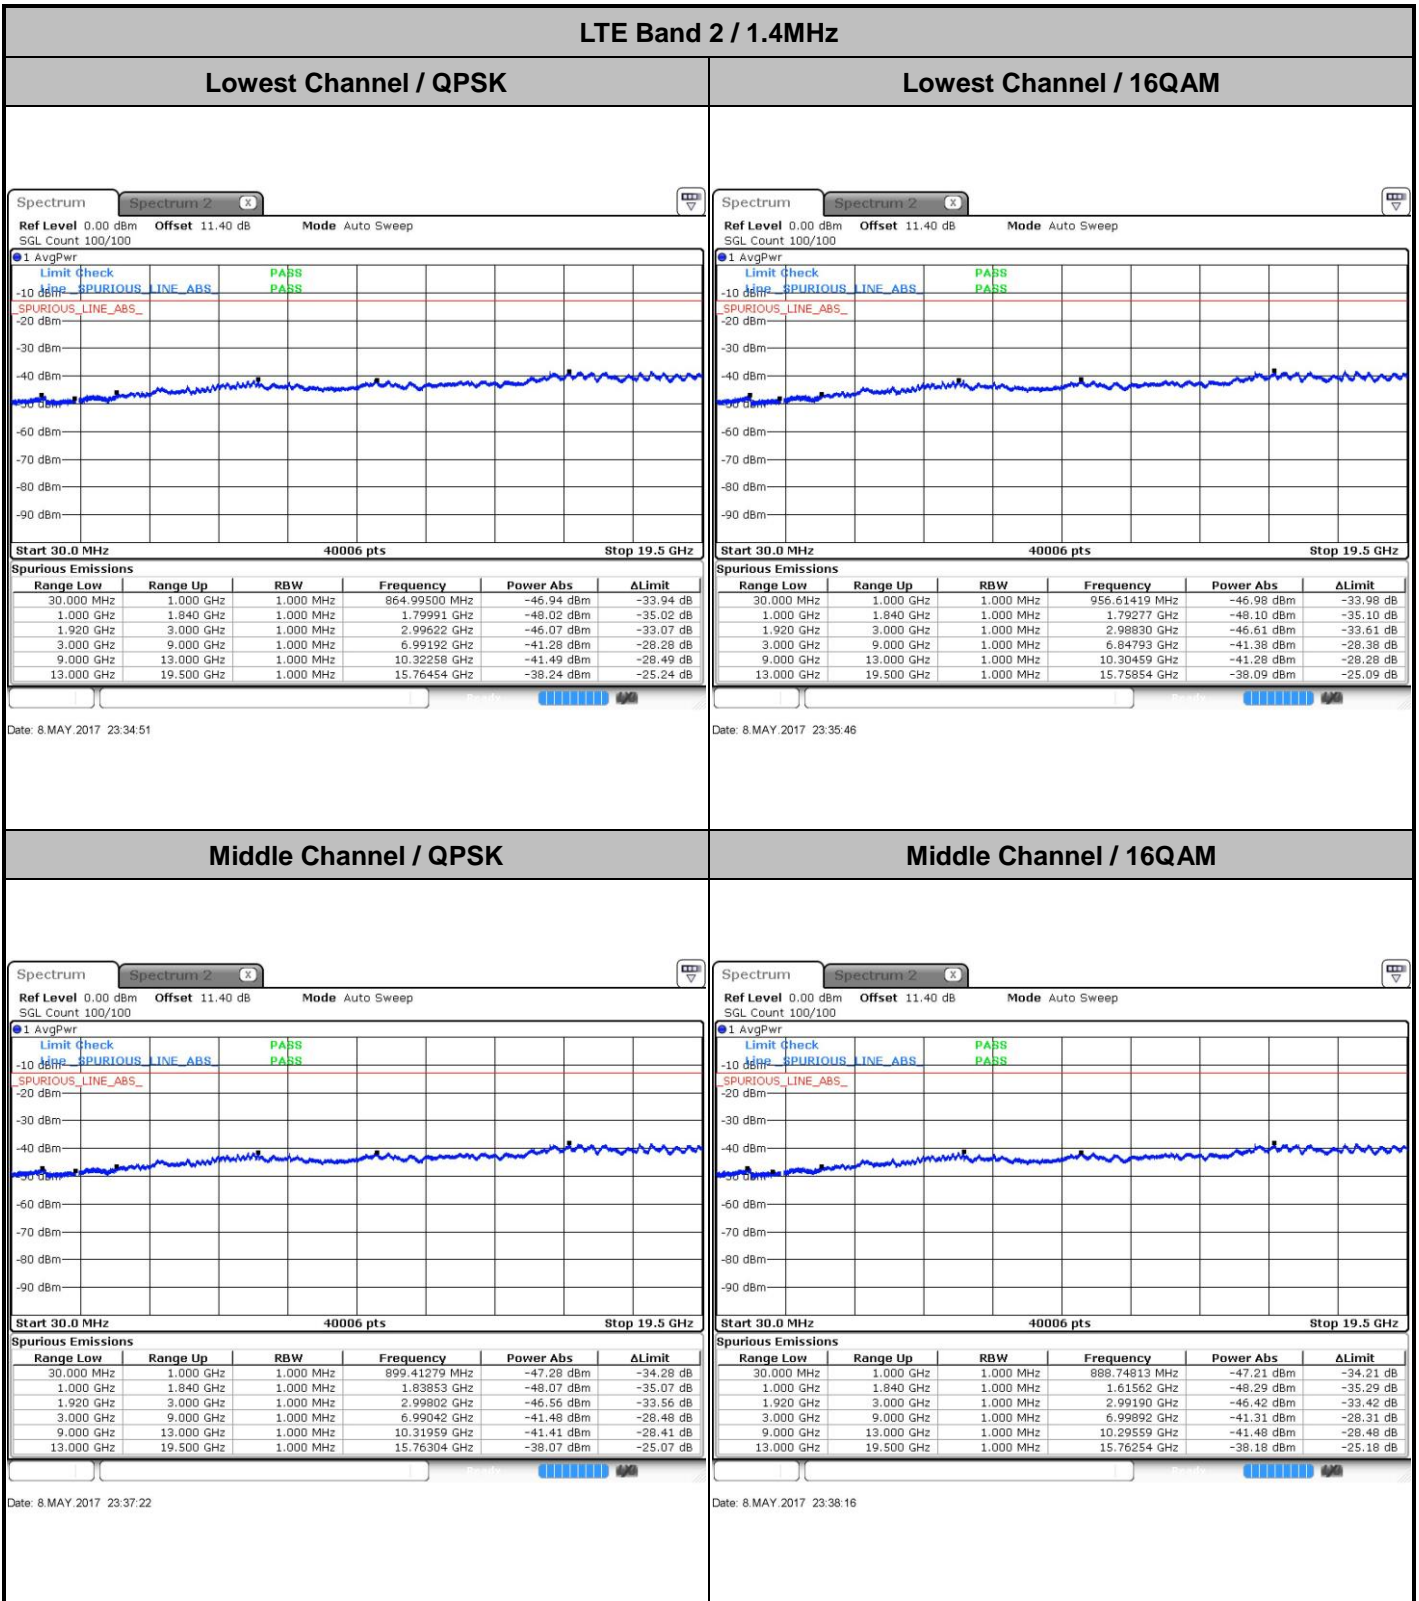 LTE Band 2 / 1.4MHz
Lowest Channel / QPSK
Lowest Channel / 16QAM
Spectrum Spectrum 2 X
Ref Level 0.00 dBm Offset 11.40 dB Mode Auto Sweep
SGL Count 100/100
1 AvgPwr
Limit Check PASS
-10 dBm Line _SPURIOUS_LINE_ABS_ PASS
_SPURIOUS_LINE_ABS_
-20 dBm
-30 dBm
-40 dBm
-50 dBm
-60 dBm
-70 dBm
-80 dBm
-90 dBm
Start 30.0 MHz 40006 pts Stop 19.5 GHz
Spurious Emissions
Range Low Range Up RBW Frequency Power Abs ΔLimit
30.000 MHz 1.000 GHz 1.000 MHz 864.99500 MHz -46.94 dBm -33.94 dB
1.000 GHz 1.840 GHz 1.000 MHz 1.79991 GHz -48.02 dBm -35.02 dB
1.920 GHz 3.000 GHz 1.000 MHz 2.99622 GHz -46.07 dBm -33.07 dB
3.000 GHz 9.000 GHz 1.000 MHz 6.99192 GHz -41.28 dBm -28.28 dB
9.000 GHz 13.000 GHz 1.000 MHz 10.32258 GHz -41.49 dBm -28.49 dB
13.000 GHz 19.500 GHz 1.000 MHz 15.76454 GHz -38.24 dBm -25.24 dB
Date: 8.MAY.2017 23:34:51
Spectrum Spectrum 2 X
Ref Level 0.00 dBm Offset 11.40 dB Mode Auto Sweep
SGL Count 100/100
1 AvgPwr
Limit Check PASS
-10 dBm Line _SPURIOUS_LINE_ABS_ PASS
_SPURIOUS_LINE_ABS_
-20 dBm
-30 dBm
-40 dBm
-50 dBm
-60 dBm
-70 dBm
-80 dBm
-90 dBm
Start 30.0 MHz 40006 pts Stop 19.5 GHz
Spurious Emissions
Range Low Range Up RBW Frequency Power Abs ΔLimit
30.000 MHz 1.000 GHz 1.000 MHz 956.61419 MHz -46.98 dBm -33.98 dB
1.000 GHz 1.840 GHz 1.000 MHz 1.79277 GHz -48.10 dBm -35.10 dB
1.920 GHz 3.000 GHz 1.000 MHz 2.98830 GHz -46.61 dBm -33.61 dB
3.000 GHz 9.000 GHz 1.000 MHz 6.84793 GHz -41.38 dBm -28.38 dB
9.000 GHz 13.000 GHz 1.000 MHz 10.30459 GHz -41.28 dBm -28.28 dB
13.000 GHz 19.500 GHz 1.000 MHz 15.75854 GHz -38.09 dBm -25.09 dB
Date: 8.MAY.2017 23:35:46
Middle Channel / QPSK
Middle Channel / 16QAM
Spectrum Spectrum 2 X
Ref Level 0.00 dBm Offset 11.40 dB Mode Auto Sweep
SGL Count 100/100
1 AvgPwr
Limit Check PASS
-10 dBm Line _SPURIOUS_LINE_ABS_ PASS
_SPURIOUS_LINE_ABS_
-20 dBm
-30 dBm
-40 dBm
-50 dBm
-60 dBm
-70 dBm
-80 dBm
-90 dBm
Start 30.0 MHz 40006 pts Stop 19.5 GHz
Spurious Emissions
Range Low Range Up RBW Frequency Power Abs ΔLimit
30.000 MHz 1.000 GHz 1.000 MHz 899.41279 MHz -47.28 dBm -34.28 dB
1.000 GHz 1.840 GHz 1.000 MHz 1.83853 GHz -48.07 dBm -35.07 dB
1.920 GHz 3.000 GHz 1.000 MHz 2.99802 GHz -46.56 dBm -33.56 dB
3.000 GHz 9.000 GHz 1.000 MHz 6.99042 GHz -41.48 dBm -28.48 dB
9.000 GHz 13.000 GHz 1.000 MHz 10.31959 GHz -41.41 dBm -28.41 dB
13.000 GHz 19.500 GHz 1.000 MHz 15.76304 GHz -38.07 dBm -25.07 dB
Date: 8.MAY.2017 23:37:22
Spectrum Spectrum 2 X
Ref Level 0.00 dBm Offset 11.40 dB Mode Auto Sweep
SGL Count 100/100
1 AvgPwr
Limit Check PASS
-10 dBm Line _SPURIOUS_LINE_ABS_ PASS
_SPURIOUS_LINE_ABS_
-20 dBm
-30 dBm
-40 dBm
-50 dBm
-60 dBm
-70 dBm
-80 dBm
-90 dBm
Start 30.0 MHz 40006 pts Stop 19.5 GHz
Spurious Emissions
Range Low Range Up RBW Frequency Power Abs ΔLimit
30.000 MHz 1.000 GHz 1.000 MHz 888.74813 MHz -47.21 dBm -34.21 dB
1.000 GHz 1.840 GHz 1.000 MHz 1.61562 GHz -48.29 dBm -35.29 dB
1.920 GHz 3.000 GHz 1.000 MHz 2.99190 GHz -46.42 dBm -33.42 dB
3.000 GHz 9.000 GHz 1.000 MHz 6.99892 GHz -41.31 dBm -28.31 dB
9.000 GHz 13.000 GHz 1.000 MHz 10.29559 GHz -41.48 dBm -28.48 dB
13.000 GHz 19.500 GHz 1.000 MHz 15.76254 GHz -38.18 dBm -25.18 dB
Date: 8.MAY.2017 23:38:16